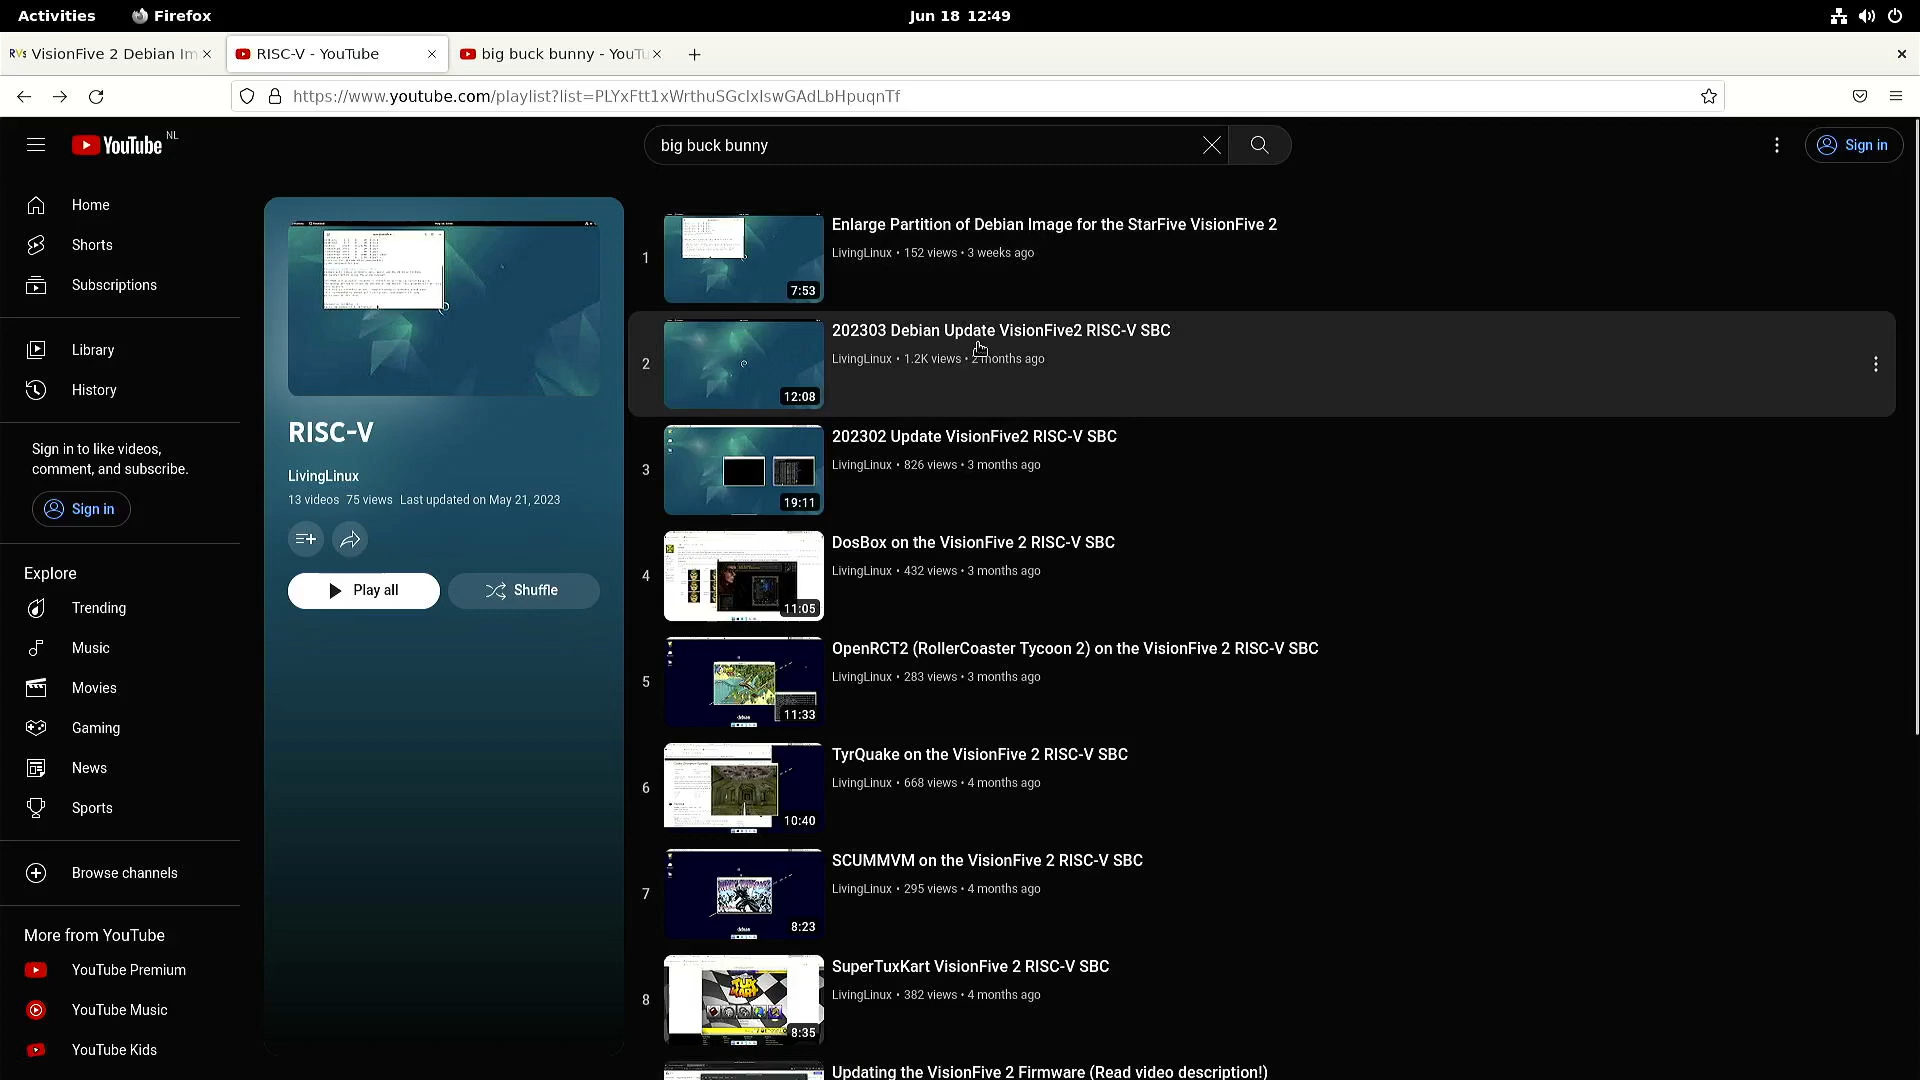 Activities
Firefox
Jun 18 12:49
VisionFive 2 Debian Im
RISC-V - YouTube
big buck bunny - YouTu
https://www.youtube.com/playlist?list=PLYxFtt1xWrthuSGclxIswGAdLbHpuqnTf
YouTube
NL
big buck bunny
Sign in
Home
Shorts
Subscriptions
Library
History
Sign in to like videos,
comment, and subscribe.
Sign in
Explore
Trending
Music
Movies
Gaming
News
Sports
Browse channels
More from YouTube
YouTube Premium
YouTube Music
YouTube Kids
RISC-V
LivingLinux
13 videos 75 views Last updated on May 21, 2023
Play all
Shuffle
1
7:53
Enlarge Partition of Debian Image for the StarFive VisionFive 2
LivingLinux • 152 views • 3 weeks ago
2
12:08
202303 Debian Update VisionFive2 RISC-V SBC
LivingLinux • 1.2K views • 2 months ago
3
19:11
202302 Update VisionFive2 RISC-V SBC
LivingLinux • 826 views • 3 months ago
4
11:05
DosBox on the VisionFive 2 RISC-V SBC
LivingLinux • 432 views • 3 months ago
5
11:33
OpenRCT2 (RollerCoaster Tycoon 2) on the VisionFive 2 RISC-V SBC
LivingLinux • 283 views • 3 months ago
6
10:40
TyrQuake on the VisionFive 2 RISC-V SBC
LivingLinux • 668 views • 4 months ago
7
8:23
SCUMMVM on the VisionFive 2 RISC-V SBC
LivingLinux • 295 views • 4 months ago
8
8:35
SuperTuxKart VisionFive 2 RISC-V SBC
LivingLinux • 382 views • 4 months ago
Updating the VisionFive 2 Firmware (Read video description!)